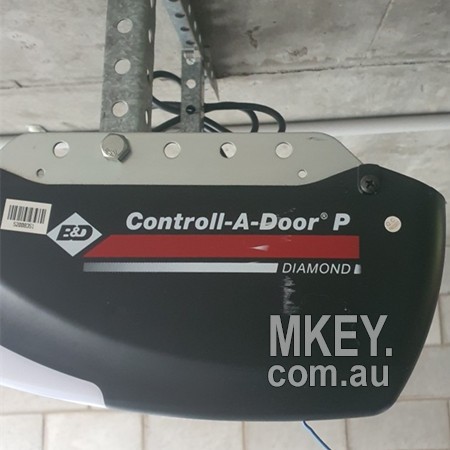 B&D
Controll-A-Door® P
DIAMOND
MKEY.
com.au